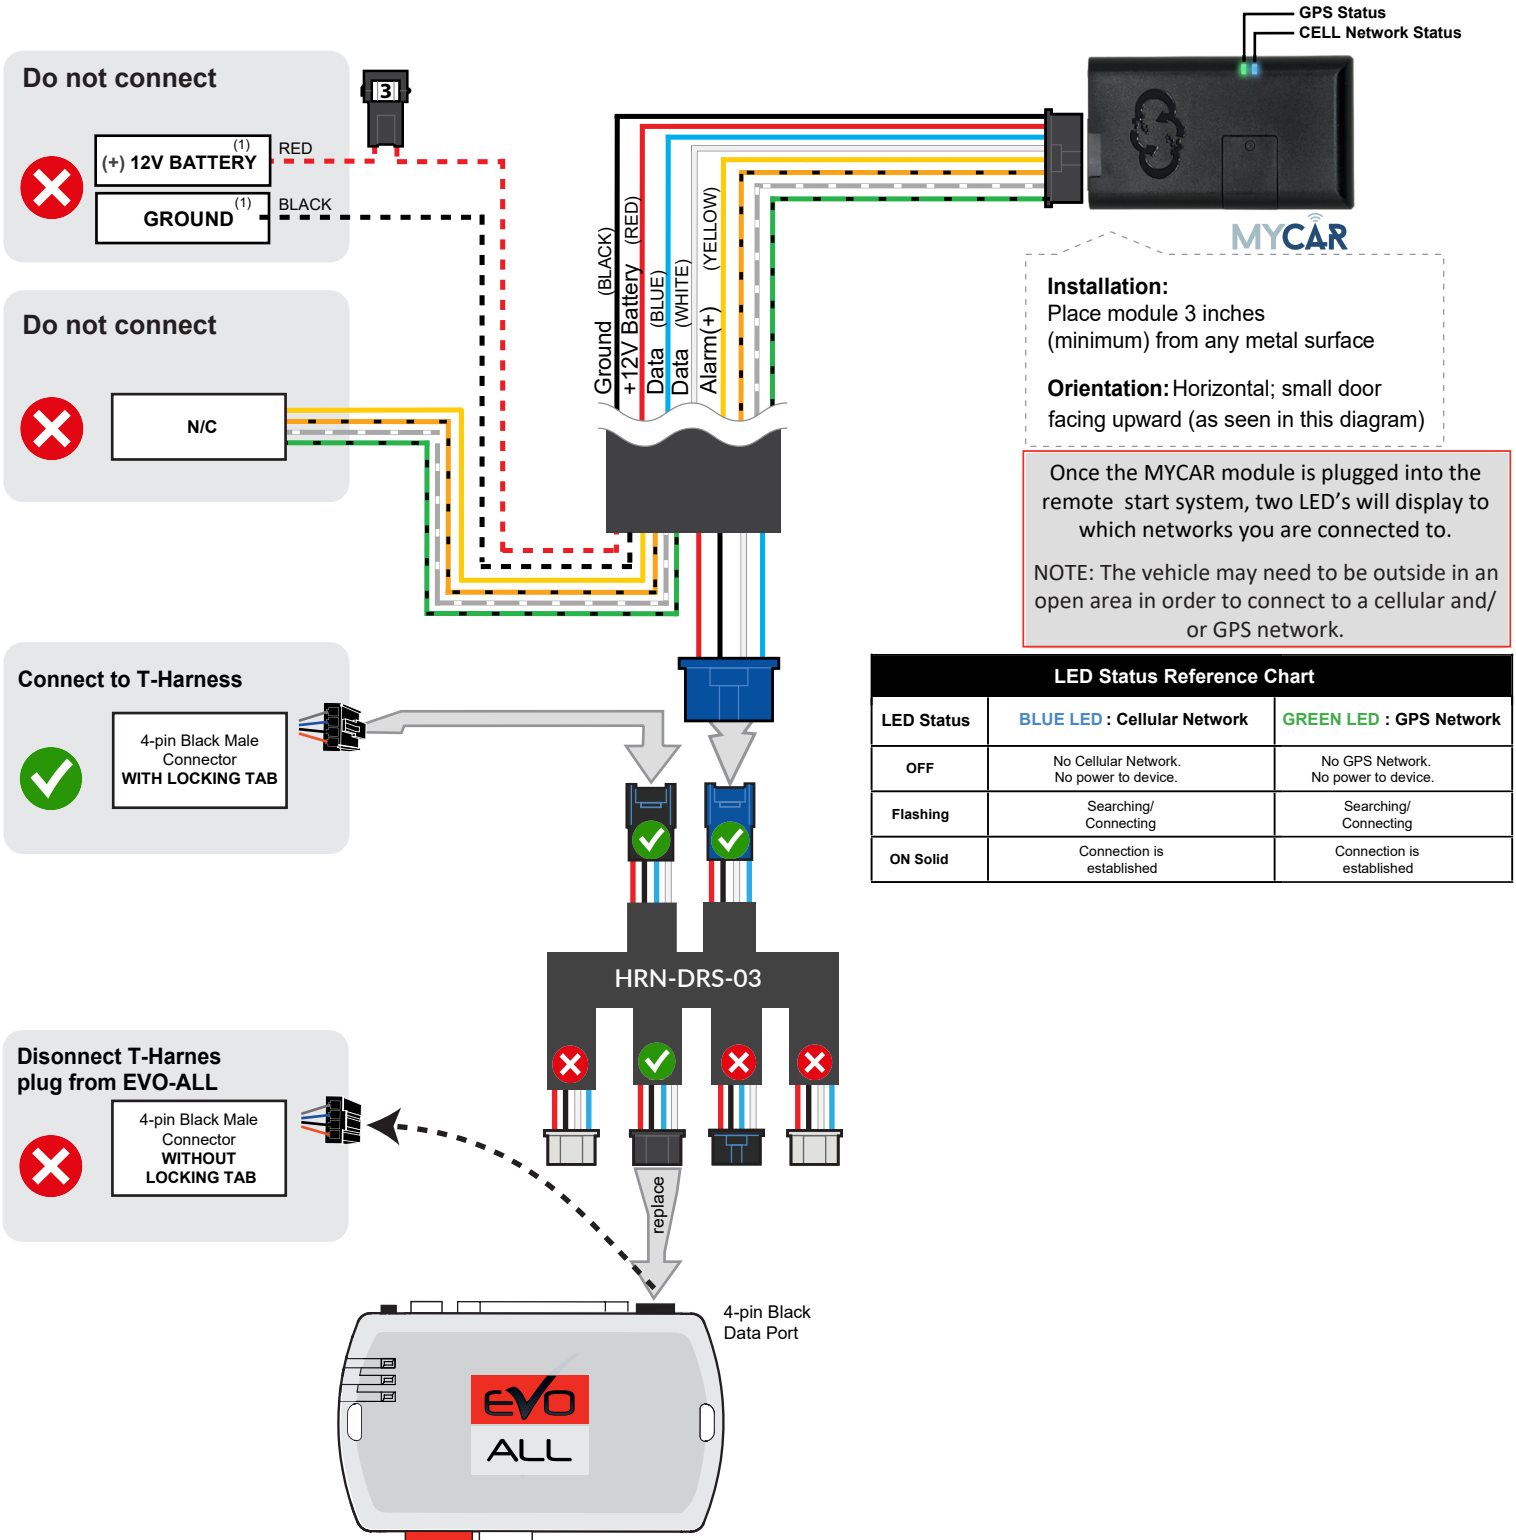 GPS Status
CELL Network Status
Do not connect
(+) 12V BATTERY (1)
RED
GROUND (1)
BLACK
3
Do not connect
N/C
Ground (BLACK)
+12V Battery (RED)
Data (BLUE)
Data (WHITE)
Alarm(+) (YELLOW)
MYCAR
Installation:
Place module 3 inches
(minimum) from any metal surface
Orientation: Horizontal; small door
facing upward (as seen in this diagram)
Once the MYCAR module is plugged into the
remote start system, two LED’s will display to
which networks you are connected to.
NOTE: The vehicle may need to be outside in an
open area in order to connect to a cellular and/
or GPS network.
LED Status Reference Chart
LED Status
BLUE LED : Cellular Network
GREEN LED : GPS Network
OFF
No Cellular Network.
No power to device.
No GPS Network.
No power to device.
Flashing
Searching/
Connecting
Searching/
Connecting
ON Solid
Connection is
established
Connection is
established
Connect to T-Harness
4-pin Black Male
Connector
WITH LOCKING TAB
HRN-DRS-03
Disonnect T-Harnes
plug from EVO-ALL
4-pin Black Male
Connector
WITHOUT
LOCKING TAB
replace
4-pin Black
Data Port
EVO
ALL